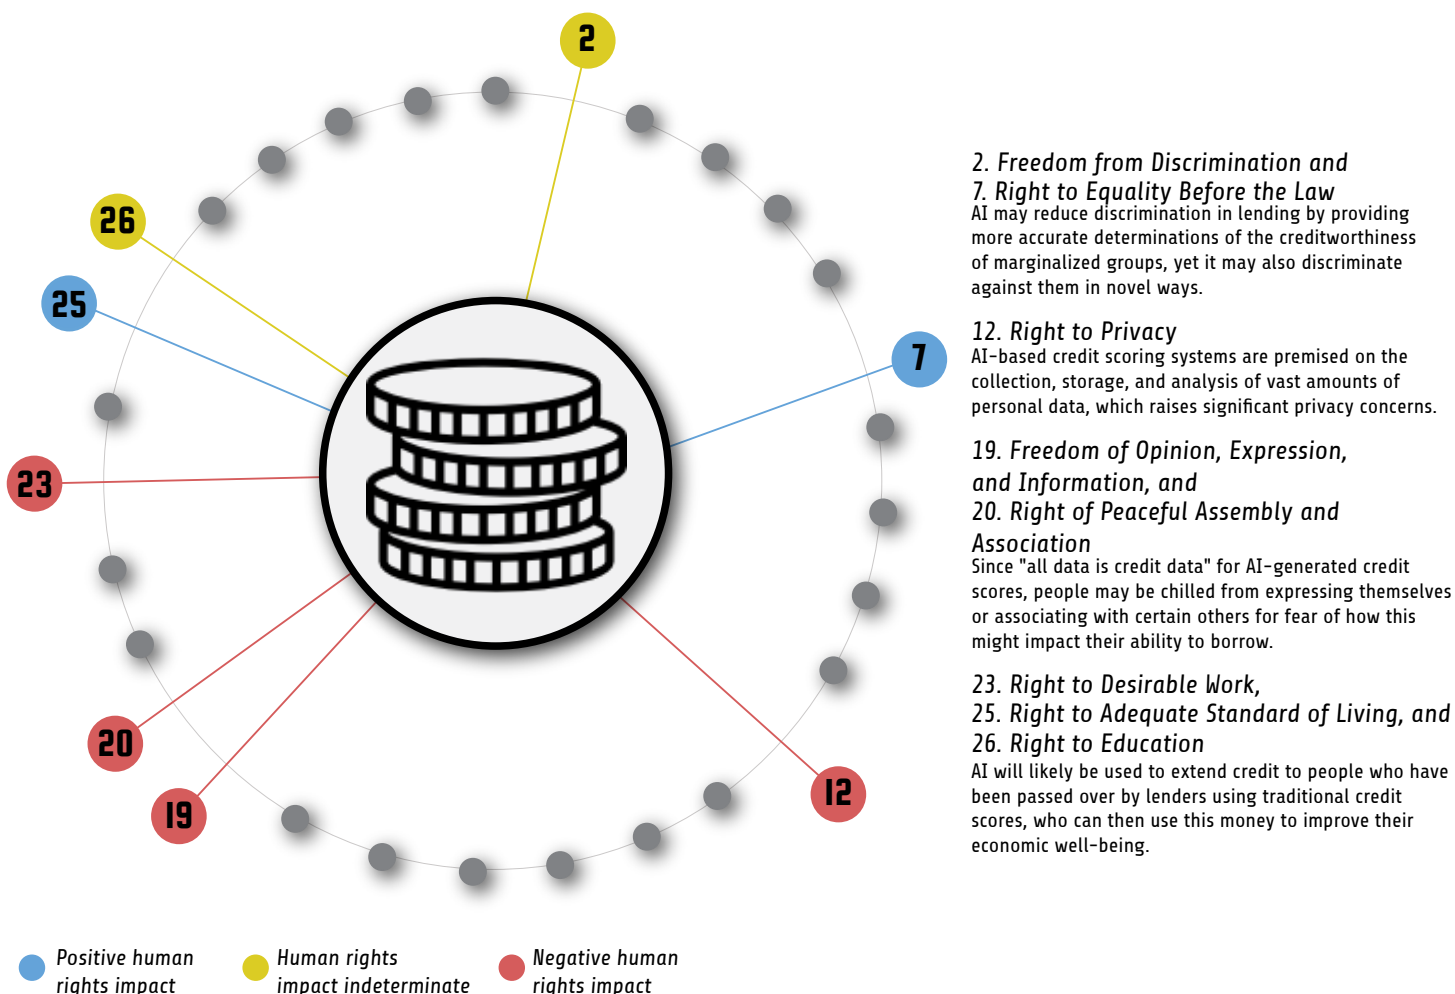 2
26
25
7
23
20
19
12
2. Freedom from Discrimination and
7. Right to Equality Before the Law
AI may reduce discrimination in lending by providing
more accurate determinations of the creditworthiness
of marginalized groups, yet it may also discriminate
against them in novel ways.
12. Right to Privacy
AI-based credit scoring systems are premised on the
collection, storage, and analysis of vast amounts of
personal data, which raises significant privacy concerns.
19. Freedom of Opinion, Expression,
and Information, and
20. Right of Peaceful Assembly and
Association
Since "all data is credit data" for AI-generated credit
scores, people may be chilled from expressing themselves
or associating with certain others for fear of how this
might impact their ability to borrow.
23. Right to Desirable Work,
25. Right to Adequate Standard of Living, and
26. Right to Education
AI will likely be used to extend credit to people who have
been passed over by lenders using traditional credit
scores, who can then use this money to improve their
economic well-being.
Positive human
rights impact
Human rights
impact indeterminate
Negative human
rights impact